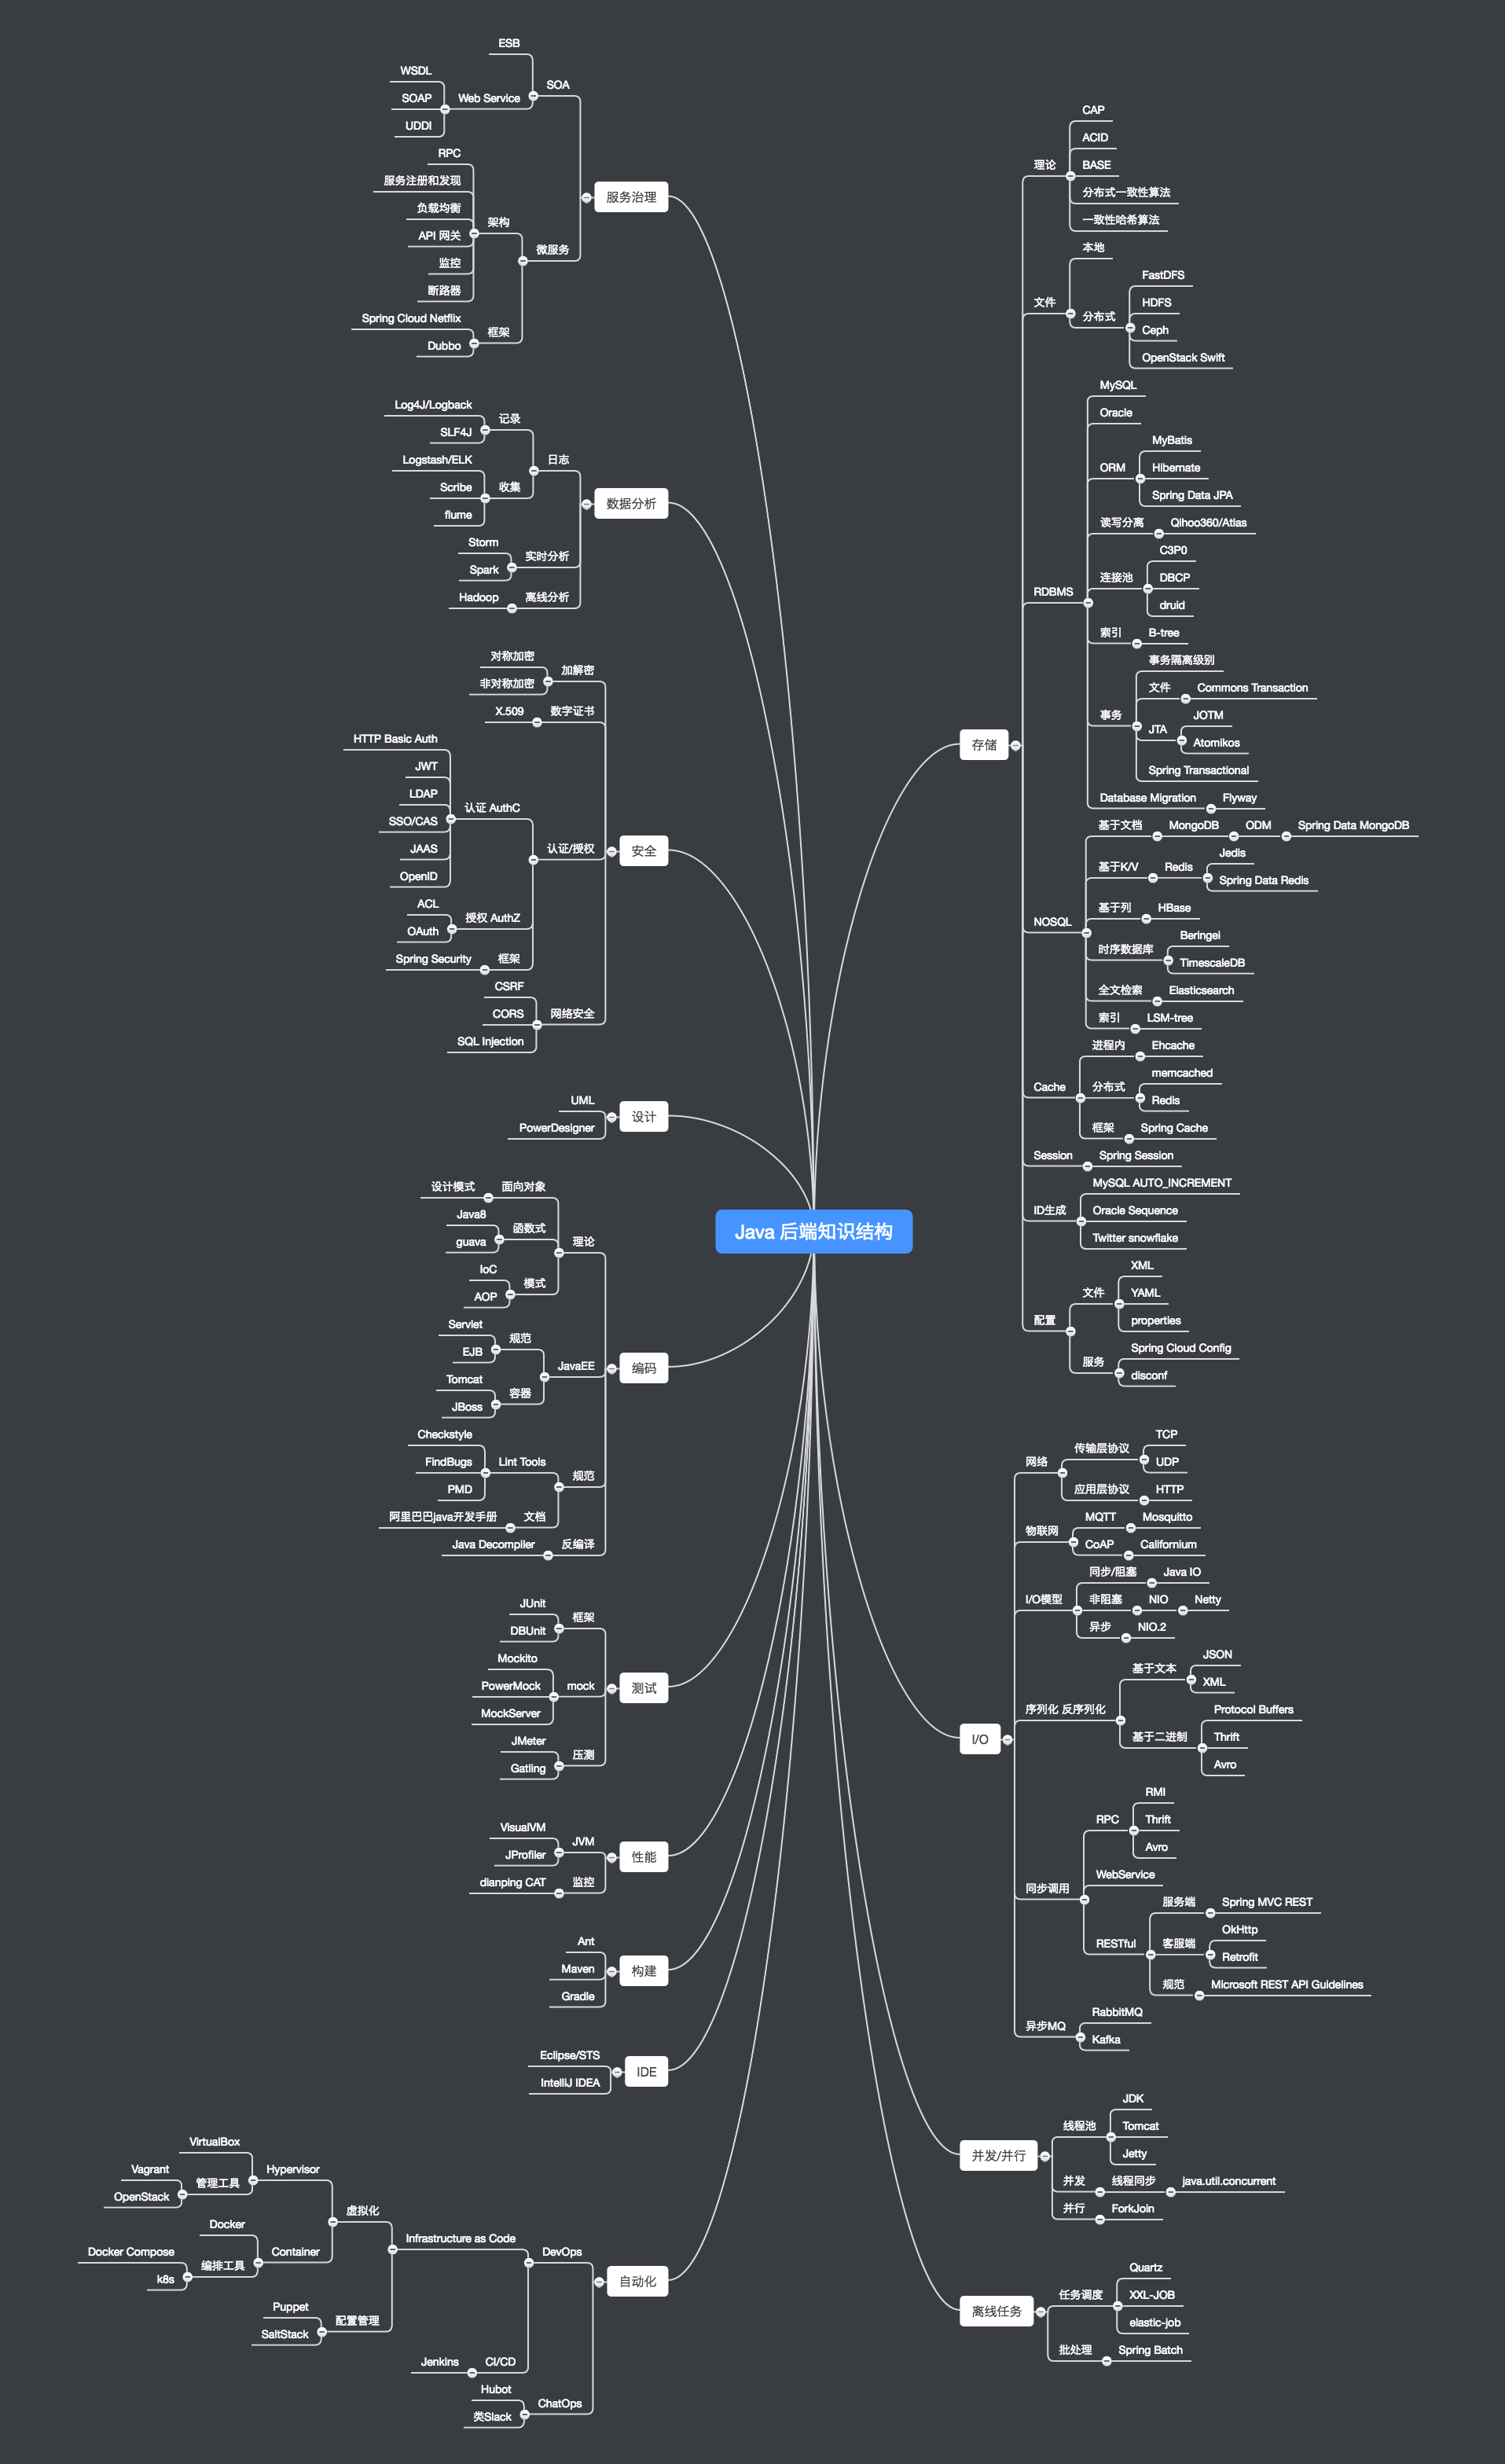 Java 后端知识结构
服务治理
SOA
ESB
Web Service
WSDL
SOAP
UDDI
微服务
架构
RPC
服务注册和发现
负载均衡
API 网关
监控
断路器
框架
Spring Cloud Netflix
Dubbo
数据分析
日志
记录
Log4J/Logback
SLF4J
收集
Logstash/ELK
Scribe
flume
实时分析
Storm
Spark
离线分析
Hadoop
安全
加解密
对称加密
非对称加密
数字证书
X.509
认证/授权
认证 AuthC
HTTP Basic Auth
JWT
LDAP
SSO/CAS
JAAS
OpenID
授权 AuthZ
ACL
OAuth
框架
Spring Security
网络安全
CSRF
CORS
SQL Injection
设计
UML
PowerDesigner
编码
理论
面向对象
设计模式
函数式
Java8
guava
模式
IoC
AOP
JavaEE
规范
Servlet
EJB
容器
Tomcat
JBoss
规范
Lint Tools
Checkstyle
FindBugs
PMD
文档
阿里巴巴java开发手册
反编译
Java Decompiler
测试
框架
JUnit
DBUnit
mock
Mockito
PowerMock
MockServer
压测
JMeter
Gatling
性能
JVM
VisualVM
JProfiler
监控
dianping CAT
构建
Ant
Maven
Gradle
IDE
Eclipse/STS
IntelliJ IDEA
自动化
DevOps
Infrastructure as Code
虚拟化
Hypervisor
VirtualBox
管理工具
Vagrant
OpenStack
Container
Docker
编排工具
Docker Compose
k8s
配置管理
Puppet
SaltStack
CI/CD
Jenkins
ChatOps
Hubot
类Slack
存储
理论
CAP
ACID
BASE
分布式一致性算法
一致性哈希算法
文件
本地
分布式
FastDFS
HDFS
Ceph
OpenStack Swift
RDBMS
MySQL
Oracle
ORM
MyBatis
Hibernate
Spring Data JPA
读写分离
Qihoo360/Atlas
连接池
C3P0
DBCP
druid
索引
B-tree
事务
事务隔离级别
文件
Commons Transaction
JTA
JOTM
Atomikos
Spring Transactional
Database Migration
Flyway
NOSQL
基于文档
MongoDB
ODM
Spring Data MongoDB
基于K/V
Redis
Jedis
Spring Data Redis
基于列
HBase
时序数据库
Beringei
TimescaleDB
全文检索
Elasticsearch
索引
LSM-tree
Cache
进程内
Ehcache
分布式
memcached
Redis
框架
Spring Cache
Session
Spring Session
ID生成
MySQL AUTO_INCREMENT
Oracle Sequence
Twitter snowflake
配置
文件
XML
YAML
properties
服务
Spring Cloud Config
disconf
I/O
网络
传输层协议
TCP
UDP
应用层协议
HTTP
物联网
MQTT
Mosquitto
CoAP
Californium
I/O模型
同步/阻塞
Java IO
非阻塞
NIO
Netty
异步
NIO.2
序列化 反序列化
基于文本
JSON
XML
基于二进制
Protocol Buffers
Thrift
Avro
同步调用
RPC
RMI
Thrift
Avro
WebService
RESTful
服务端
Spring MVC REST
客服端
OkHttp
Retrofit
规范
Microsoft REST API Guidelines
异步MQ
RabbitMQ
Kafka
并发/并行
线程池
JDK
Tomcat
Jetty
并发
线程同步
java.util.concurrent
并行
ForkJoin
离线任务
任务调度
Quartz
XXL-JOB
elastic-job
批处理
Spring Batch